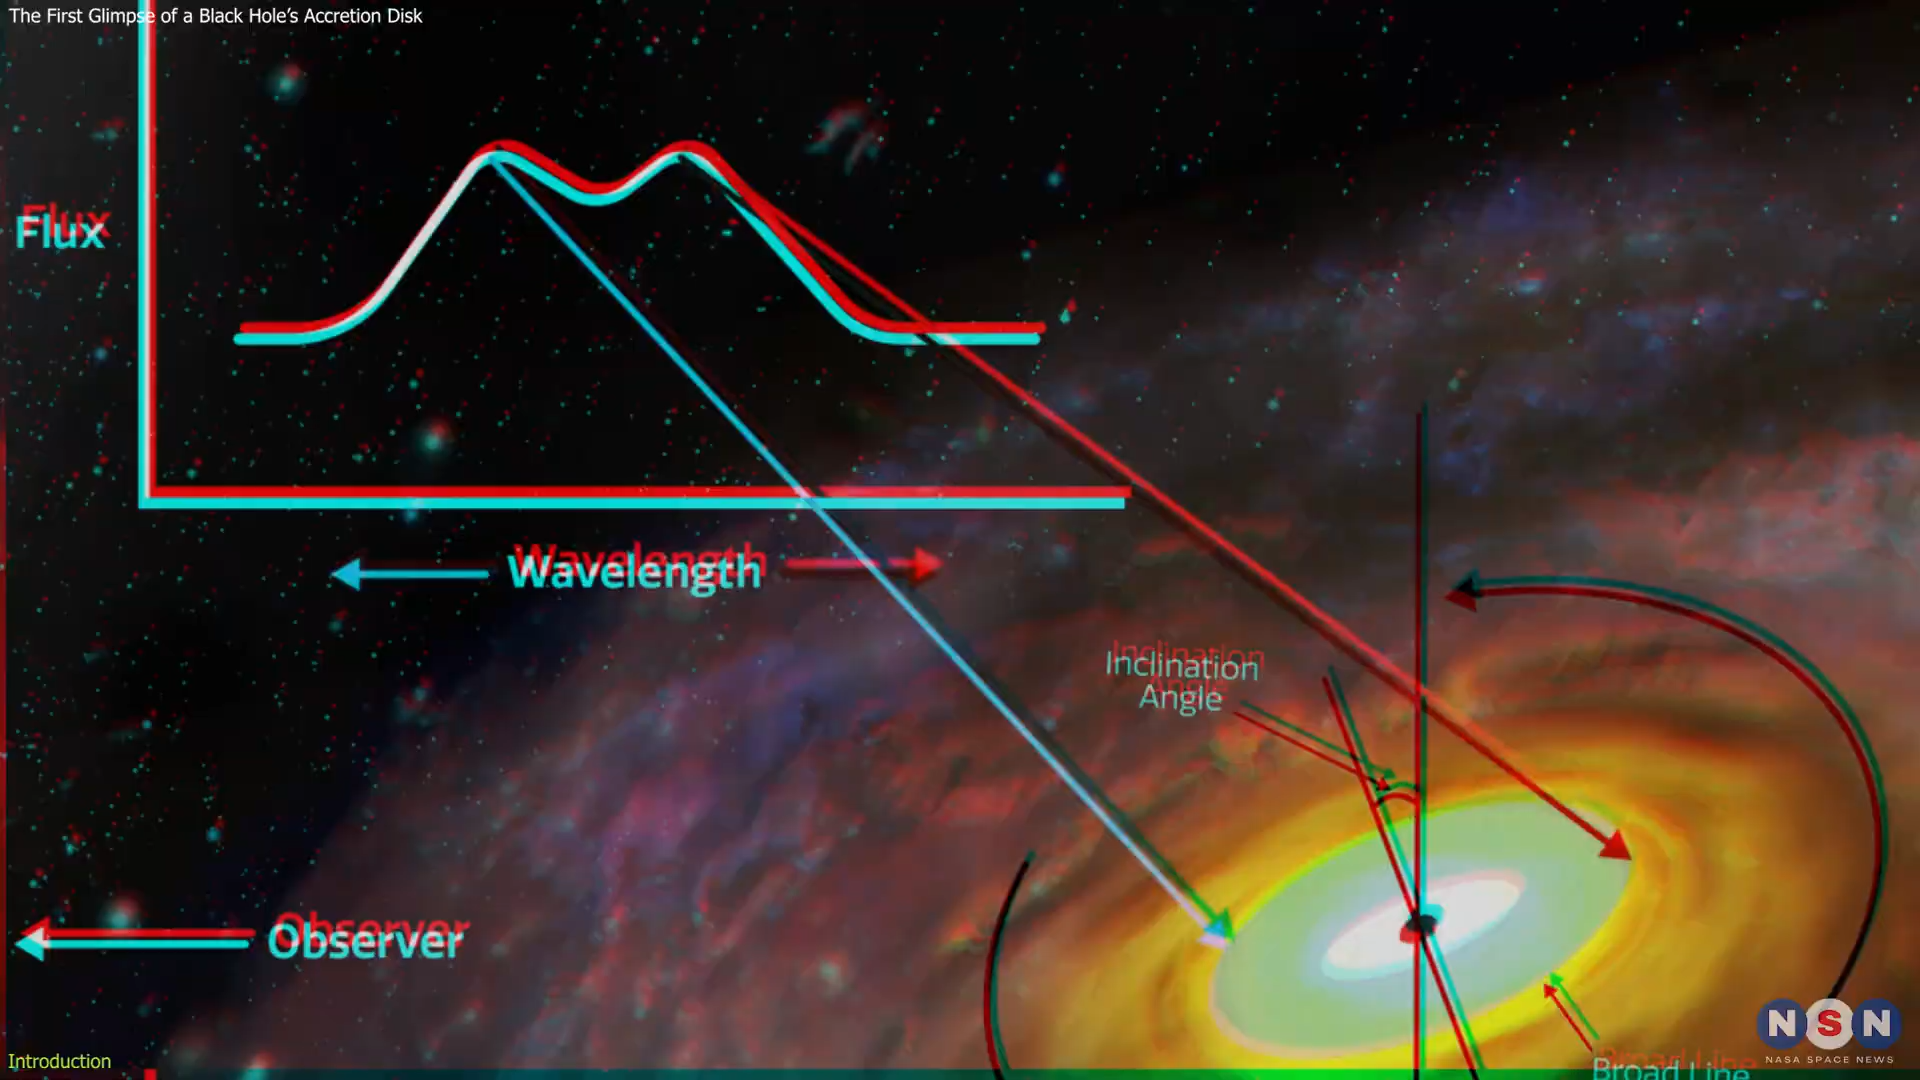 The First Glimpse of a Black Hole's Accretion Disk
Flux
Wavelength
Inclination
Angle
Observer
Broad Line
Introduction
NSN
NASA SPACE NEWS